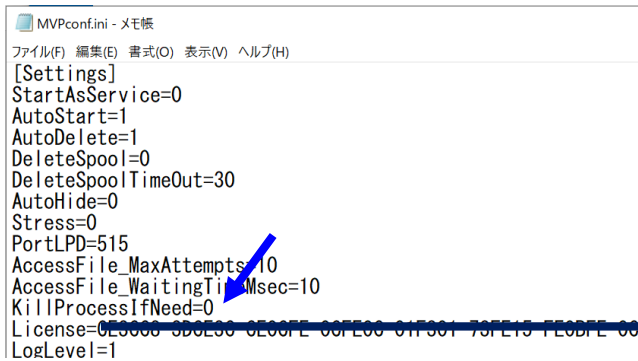 MVPconf.ini - メモ帳
ファイル(F) 編集(E) 書式(O) 表示(V) ヘルプ(H)
[Settings]
StartAsService=0
AutoStart=1
AutoDelete=1
DeleteSpool=0
DeleteSpoolTimeOut=30
AutoHide=0
Stress=0
PortLPD=515
AccessFile_MaxAttempts=10
AccessFile_WaitingTimeMsec=10
KillProcessIfNeed=0
License=
LogLevel=1